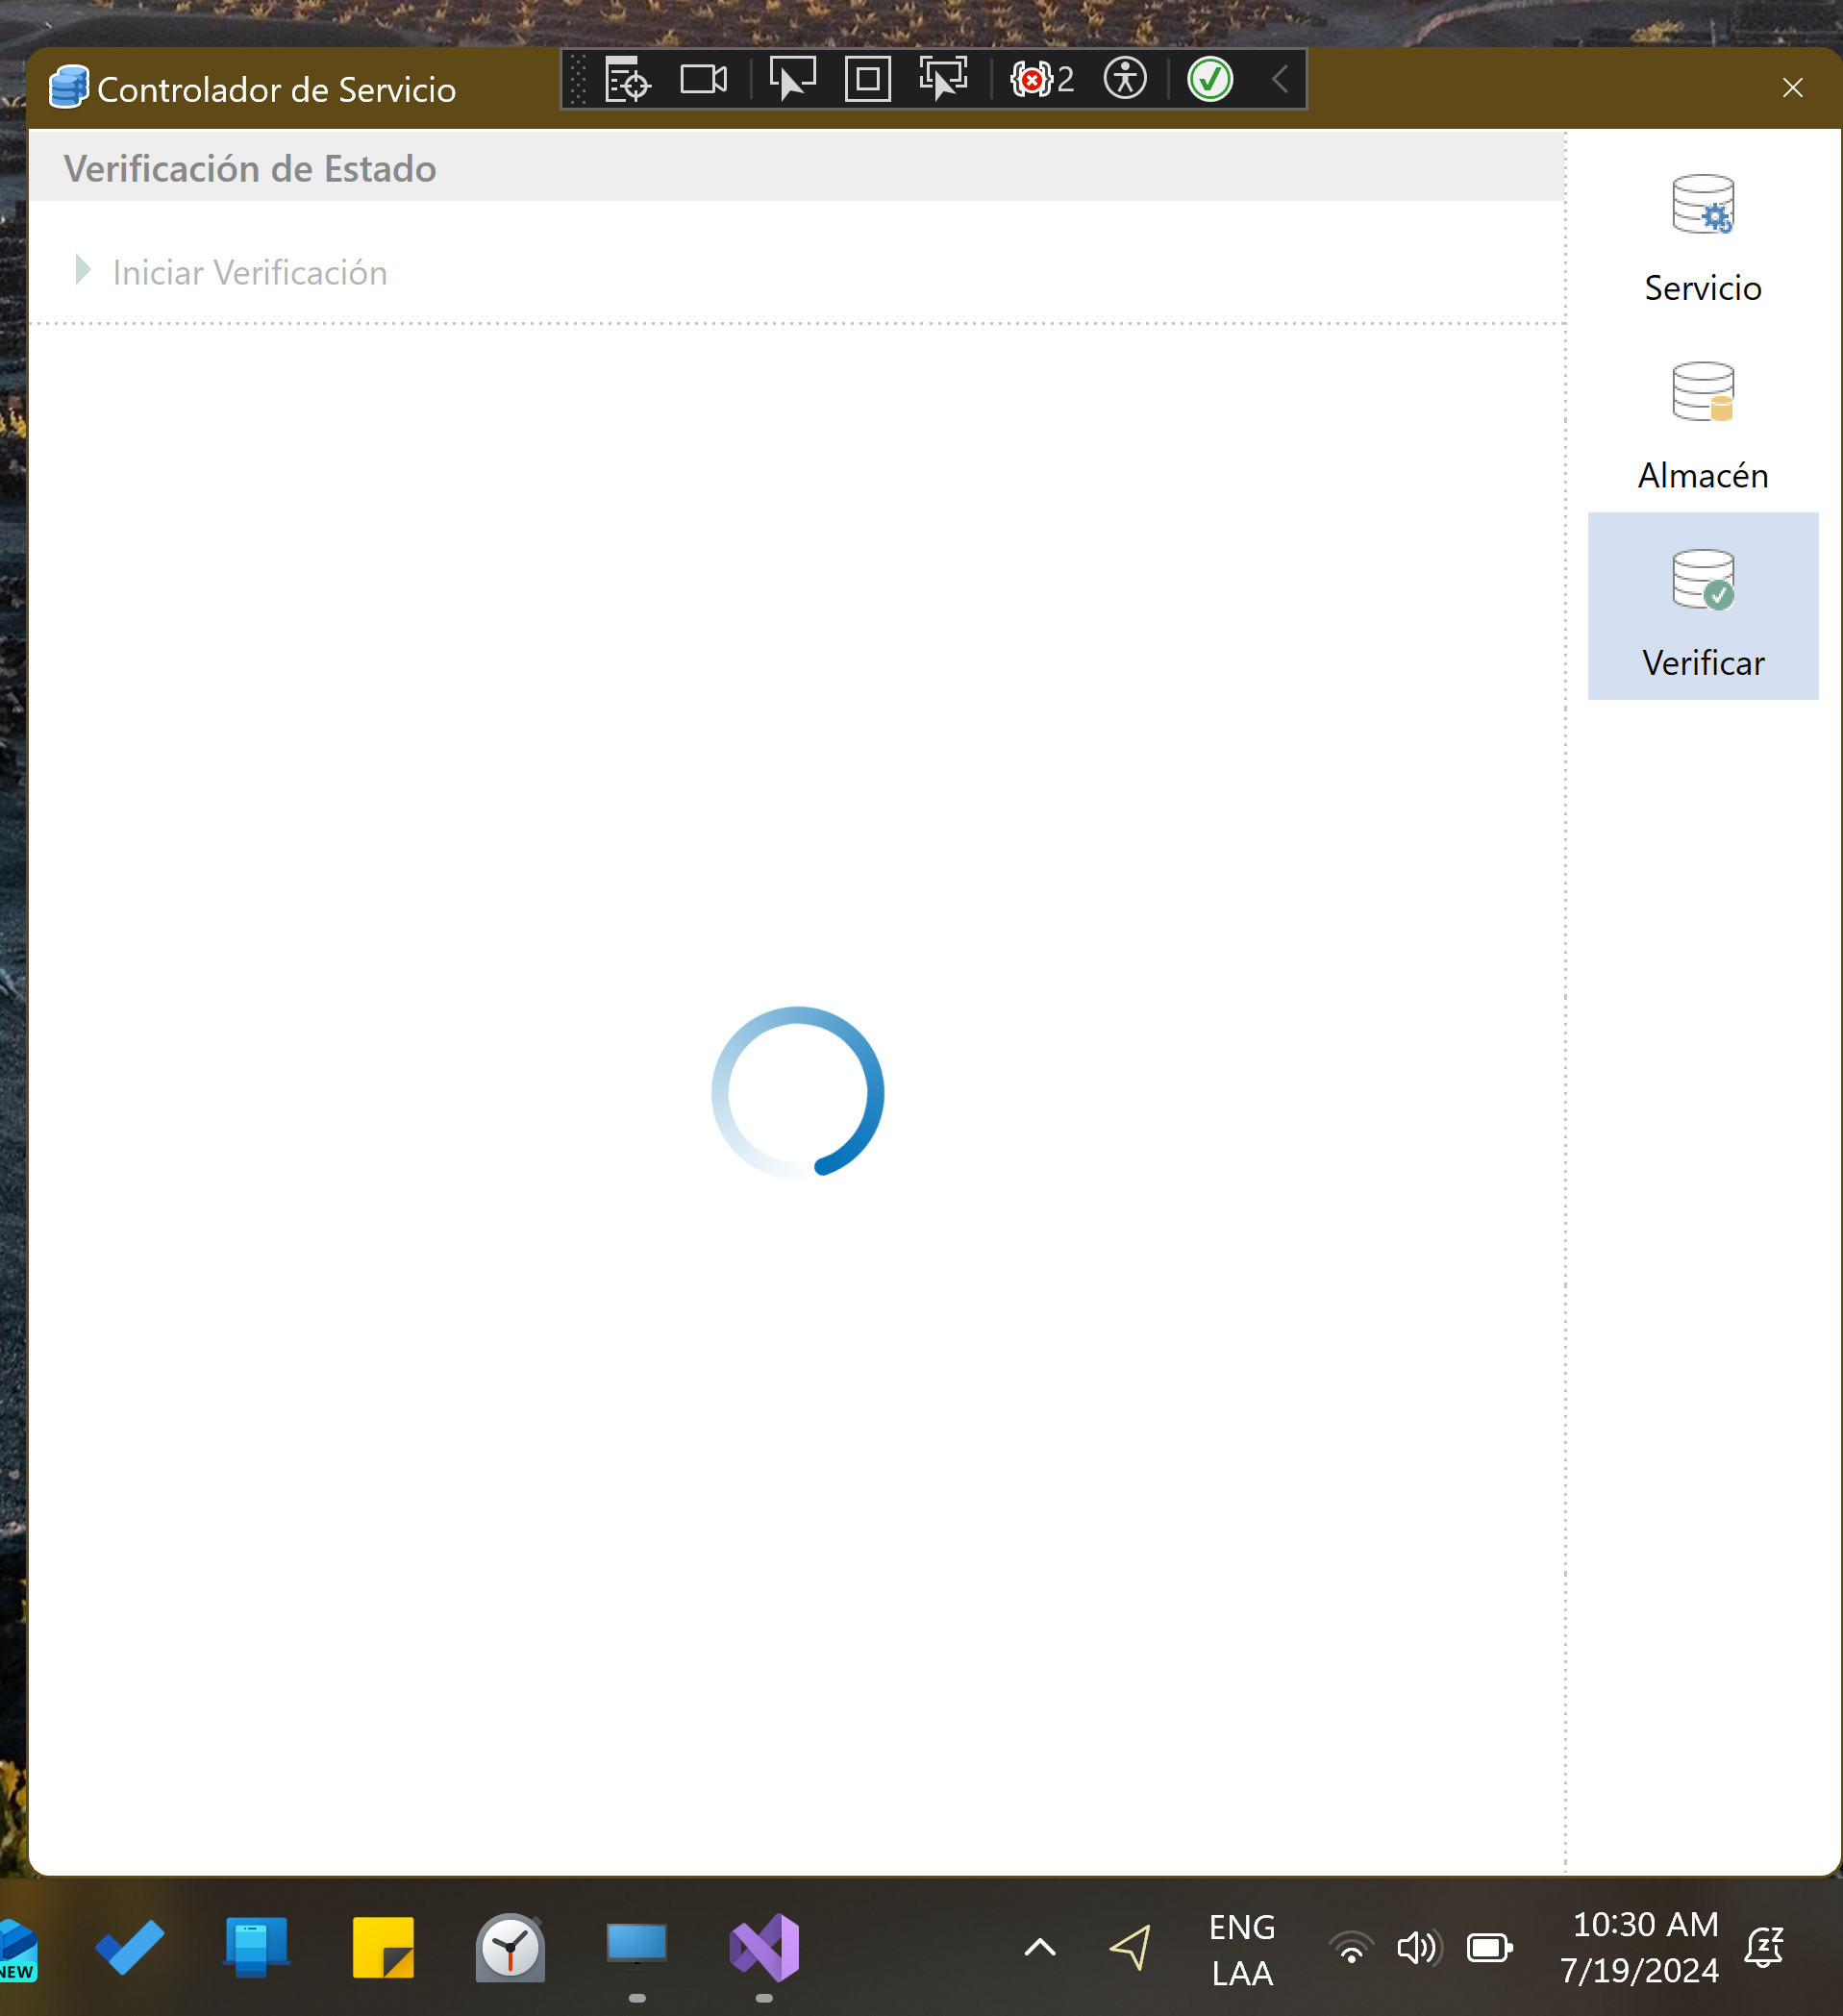 Controlador de Servicio
2
Verificación de Estado
Iniciar Verificación
Servicio
Almacén
Verificar
NEW
ENG
LAA
10:30 AM
7/19/2024